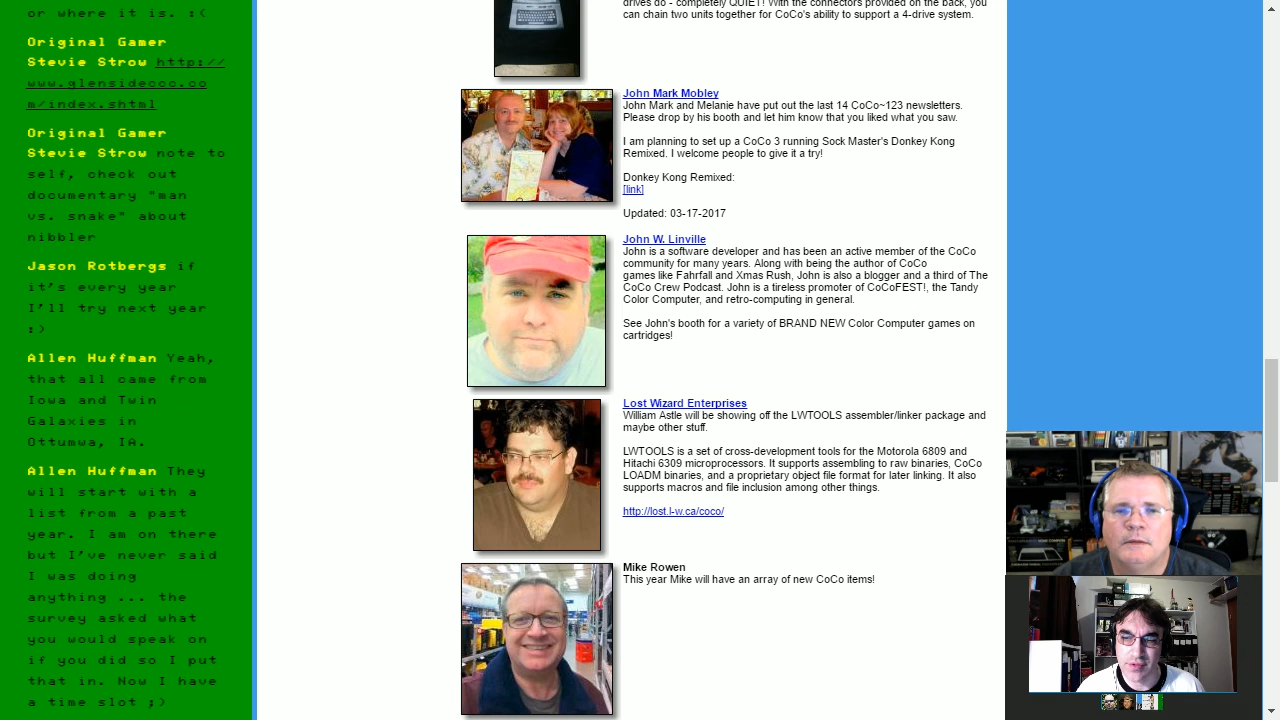 or where it is. :(
Original Gamer
Stevie Strow http://
www.glensideccc.co
m/index.shtml
Original Gamer
Stevie Strow note to
self, check out
documentary "man
vs. snake" about
nibbler
Jason Rotbergs if
it's every year
I'll try next year
:)
Allen Huffman Yeah,
that all came from
Iowa and Twin
Galaxies in
Ottumwa, IA.
Allen Huffman They
will start with a
list from a past
year. I am on there
but I've never said
I was doing
anything ... the
survey asked what
you would speak on
if you did so I put
that in. Now I have
a time slot ;)
drives do - completely QUIET! With the connectors provided on the back, you
can chain two units together for CoCo's ability to support a 4-drive system.
John Mark Mobley
John Mark and Melanie have put out the last 14 CoCo~123 newsletters.
Please drop by his booth and let him know that you liked what you saw.
I am planning to set up a CoCo 3 running Sock Master's Donkey Kong
Remixed. I welcome people to give it a try!
Donkey Kong Remixed:
[link]
Updated: 03-17-2017
John W. Linville
John is a software developer and has been an active member of the CoCo
community for many years. Along with being the author of CoCo
games like Fahrfall and Xmas Rush, John is also a blogger and a third of The
CoCo Crew Podcast. John is a tireless promoter of CoCoFEST!, the Tandy
Color Computer, and retro-computing in general.
See John's booth for a variety of BRAND NEW Color Computer games on
cartridges!
Lost Wizard Enterprises
William Astle will be showing off the LWTOOLS assembler/linker package and
maybe other stuff.
LWTOOLS is a set of cross-development tools for the Motorola 6809 and
Hitachi 6309 microprocessors. It supports assembling to raw binaries, CoCo
LOADM binaries, and a proprietary object file format for later linking. It also
supports macros and file inclusion among other things.
http://lost.l-w.ca/coco/
Mike Rowen
This year Mike will have an array of new CoCo items!